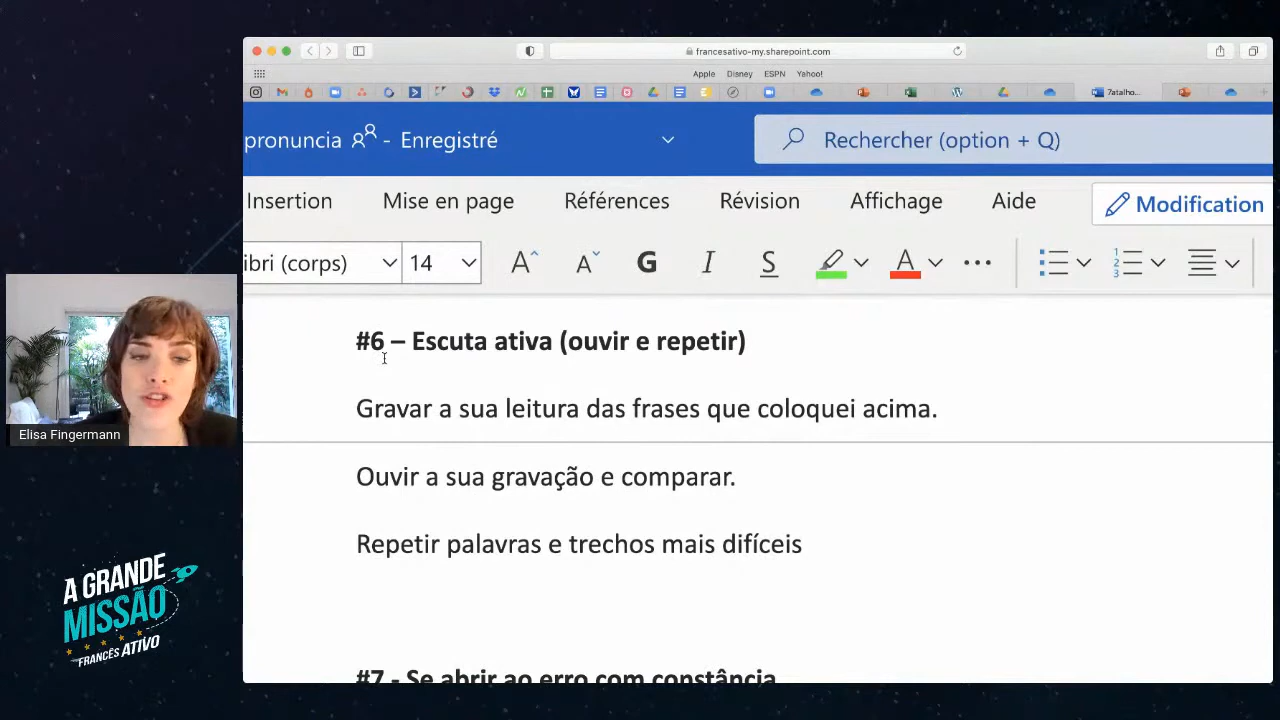 francesativo-my.sharepoint.com
Apple Disney ESPN Yahoo!
7atalho
pronuncia - Enregistré
Rechercher (option + Q)
Insertion Mise en page Références Révision Affichage Aide Modification
ibri (corps) 14 A A G I S A
#6 – Escuta ativa (ouvir e repetir)
Gravar a sua leitura das frases que coloquei acima.
Ouvir a sua gravação e comparar.
Repetir palavras e trechos mais difíceis
#7 - Se abrir ao erro com constância
Elisa Fingermann
A GRANDE
MISSÃO
FRANCÊS ATIVO